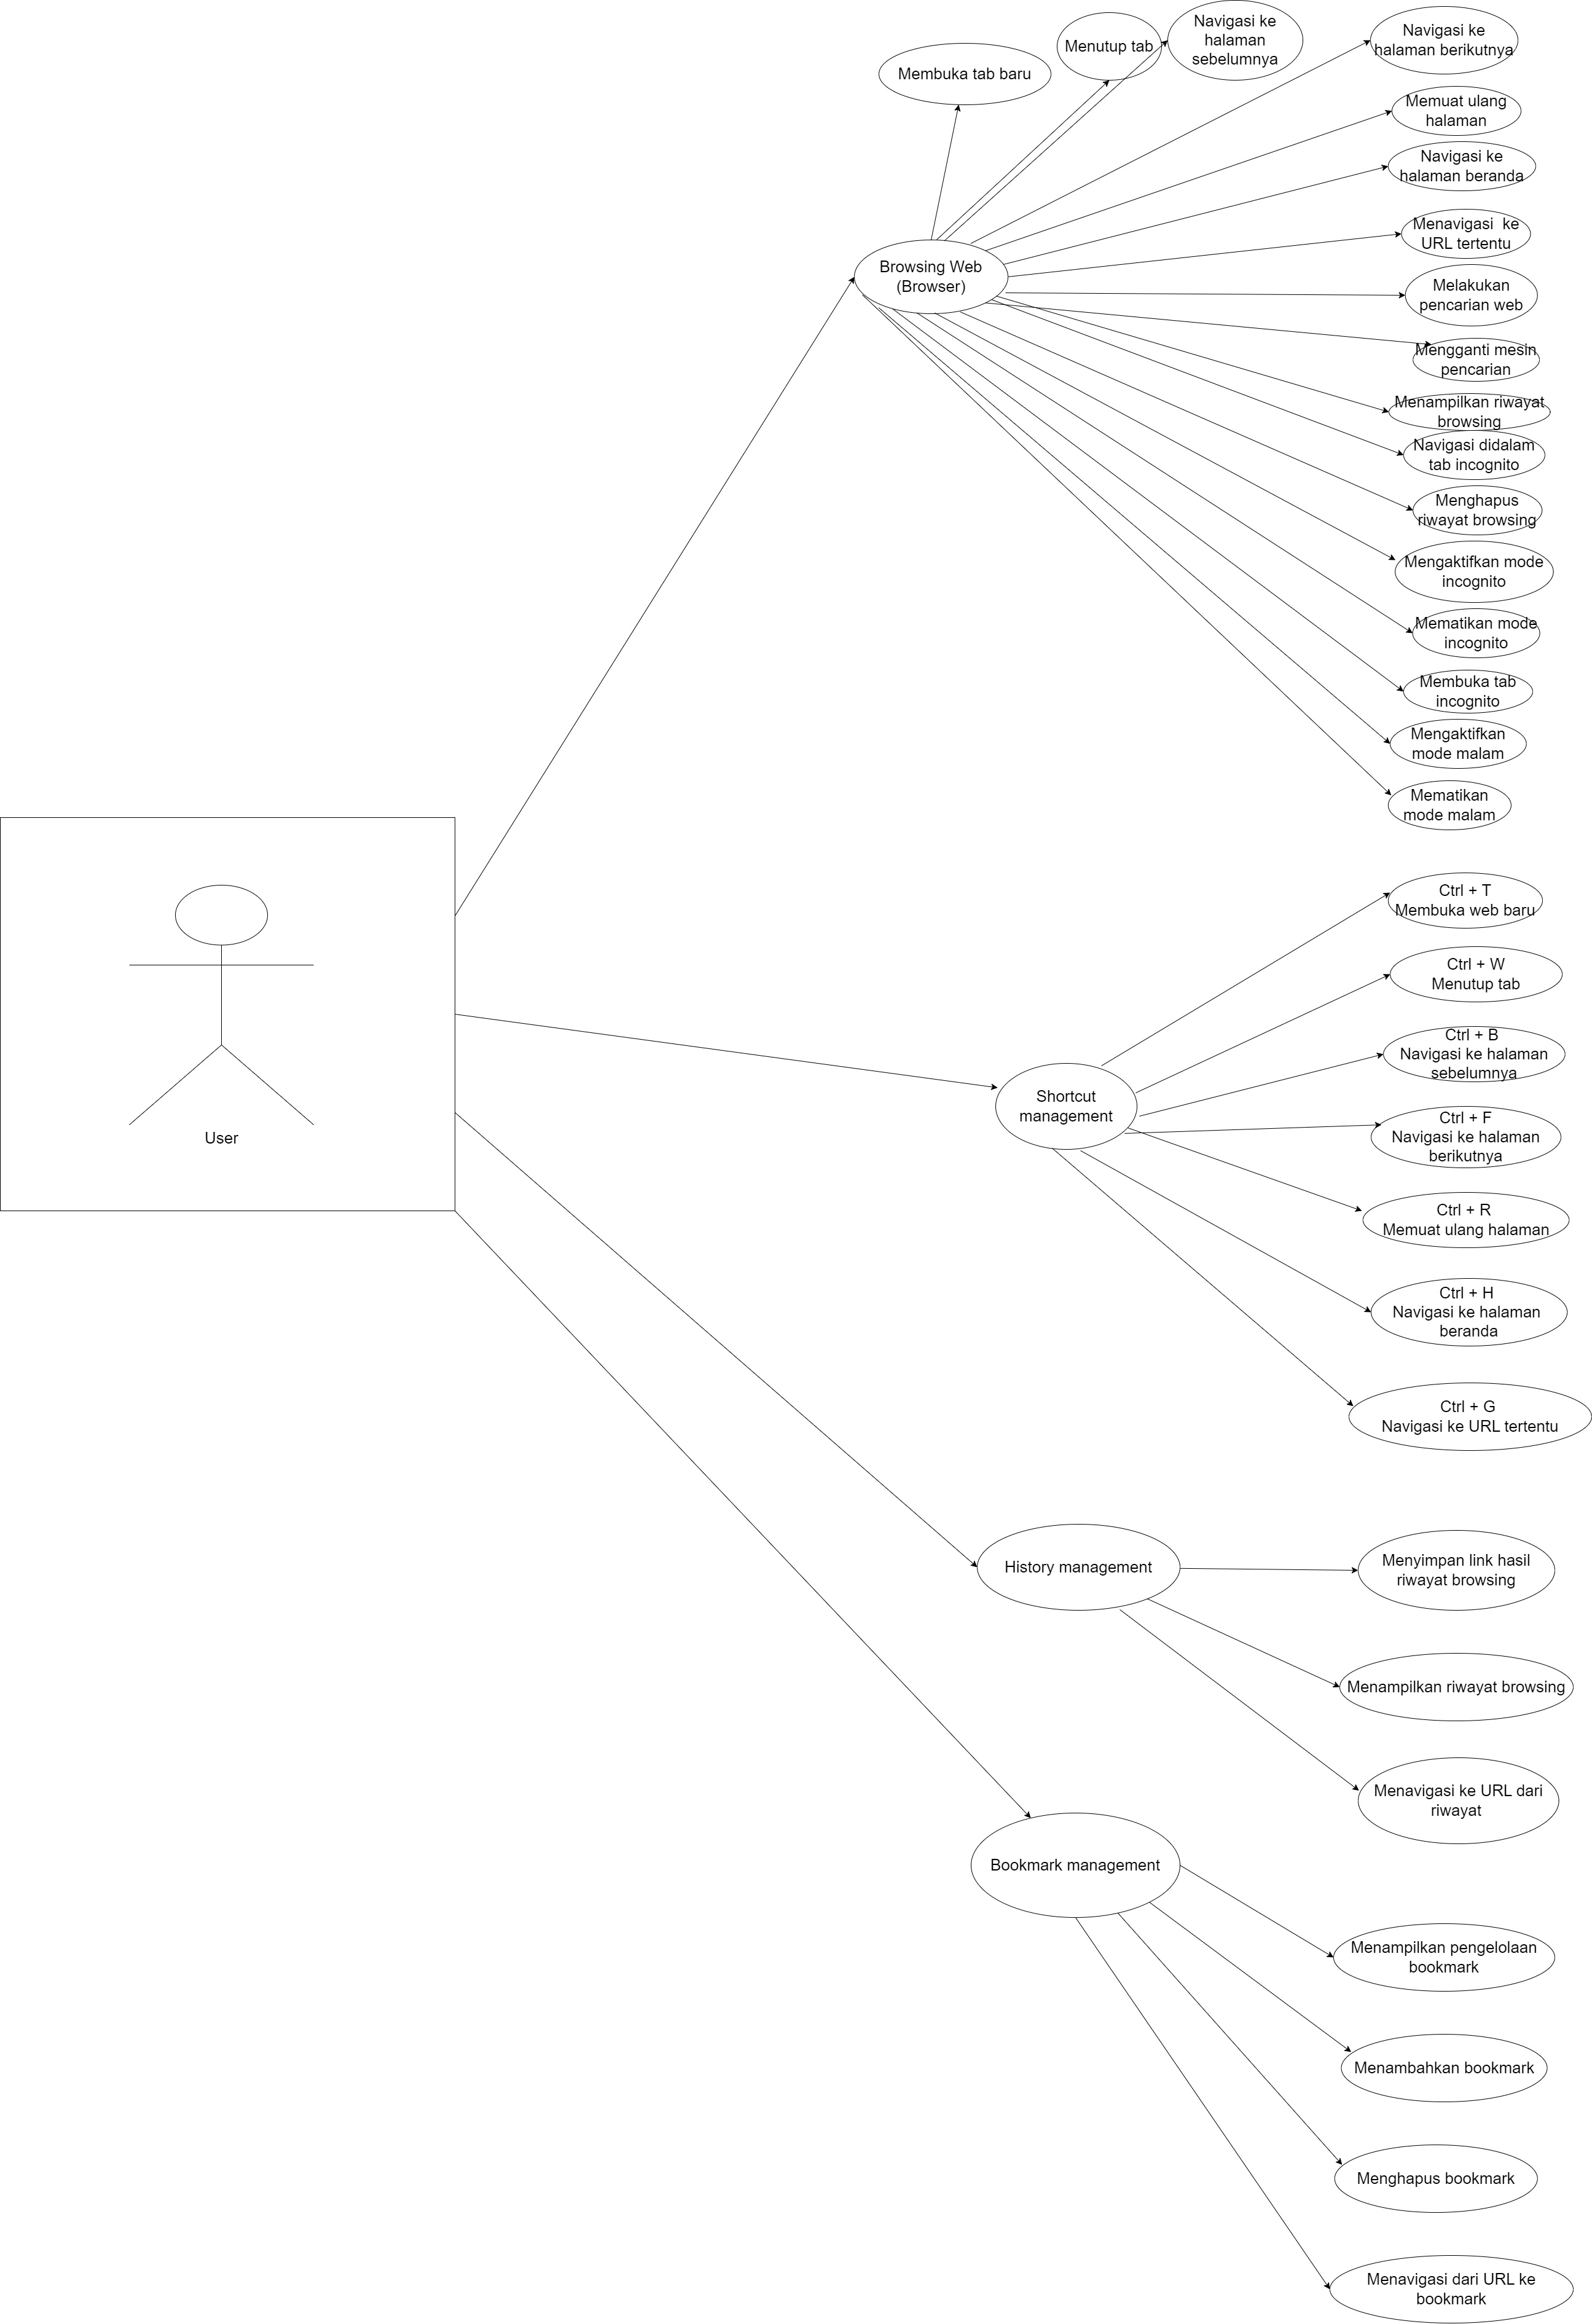 Membuka tab baru
Menutup tab
Navigasi ke
halaman
sebelumnya
Navigasi ke
halaman berikutnya
Memuat ulang
halaman
Navigasi ke
halaman beranda
Menavigasi  ke
URL tertentu
Browsing Web
(Browser)
Melakukan
pencarian web
Mengganti mesin
pencarian
Menampilkan riwayat
browsing
Navigasi didalam
tab incognito
Menghapus
riwayat browsing
Mengaktifkan mode
incognito
Mematikan mode
incognito
Membuka tab
incognito
Mengaktifkan
mode malam
Mematikan
mode malam
User
Shortcut
management
Ctrl + T
Membuka web baru
Ctrl + W
Menutup tab
Ctrl + B
Navigasi ke halaman
sebelumnya
Ctrl + F
Navigasi ke halaman
berikutnya
Ctrl + R
Memuat ulang halaman
Ctrl + H
Navigasi ke halaman
beranda
Ctrl + G
Navigasi ke URL tertentu
History management
Menyimpan link hasil
riwayat browsing
Menampilkan riwayat browsing
Menavigasi ke URL dari
riwayat
Bookmark management
Menampilkan pengelolaan
bookmark
Menambahkan bookmark
Menghapus bookmark
Menavigasi dari URL ke
bookmark